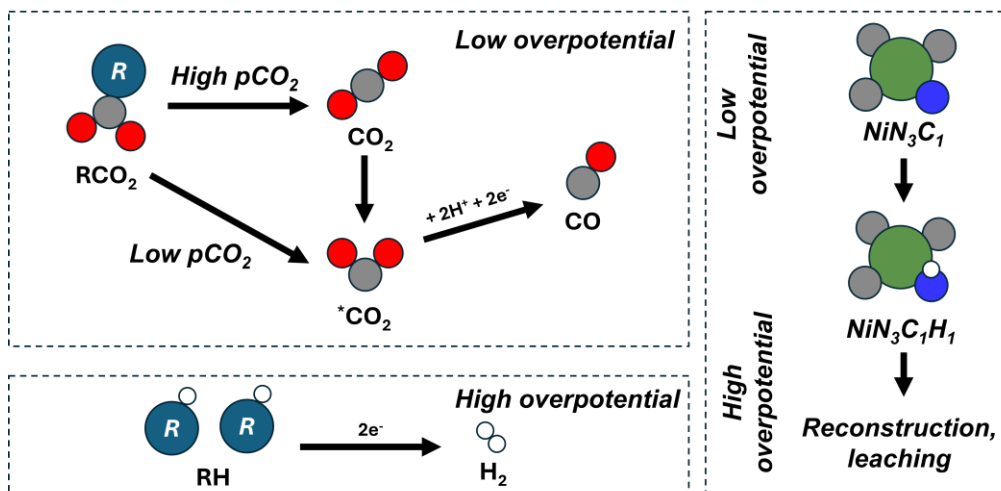 Low overpotential
R
High pCO₂
CO₂
RCO₂
+ 2H⁺ + 2e⁻
CO
Low pCO₂
*CO₂
High overpotential
R
R
2e⁻
RH
H₂
Low
overpotential
NiN₃C₁
NiN₃C₁H₁
High
overpotential
Reconstruction,
leaching